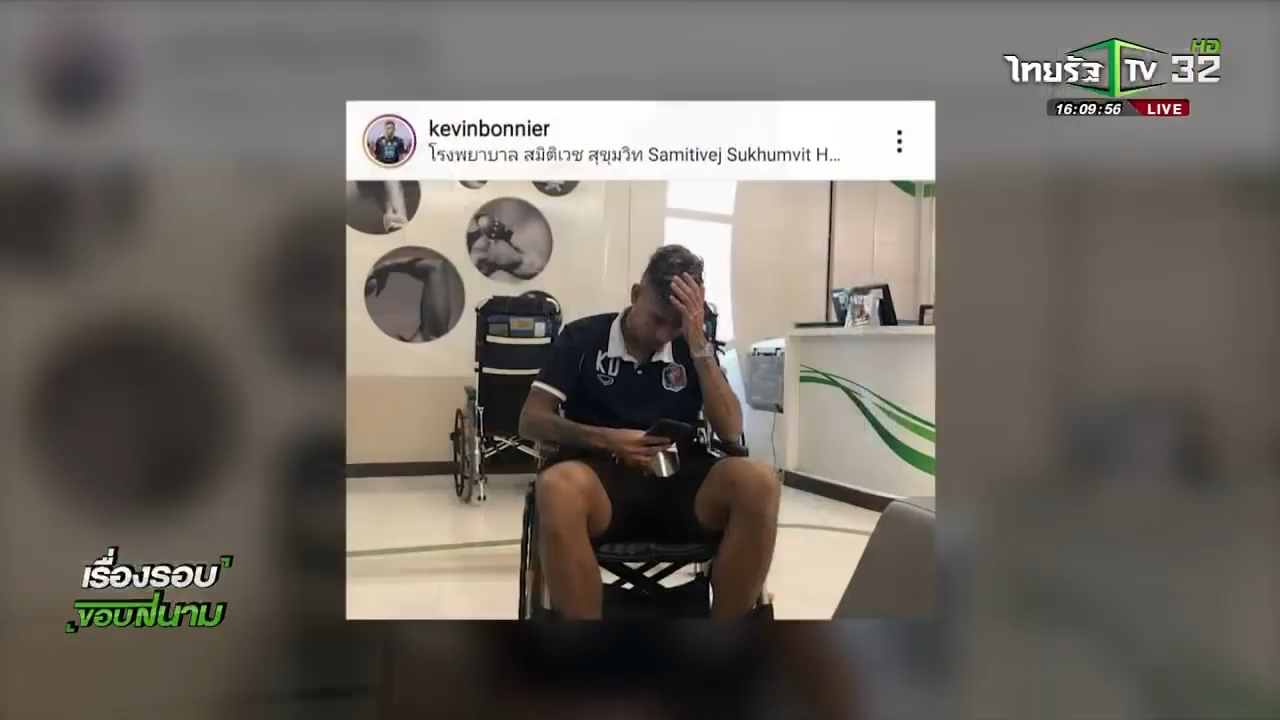 ไทยรัฐ TV 32 HD
16:09:56 LIVE
kevinbonnier
โรงพยาบาล สมิติเวช สุขุมวิท Samitivej Sukhumvit H...
KD
เรื่องรอบ
ขอบสนาม